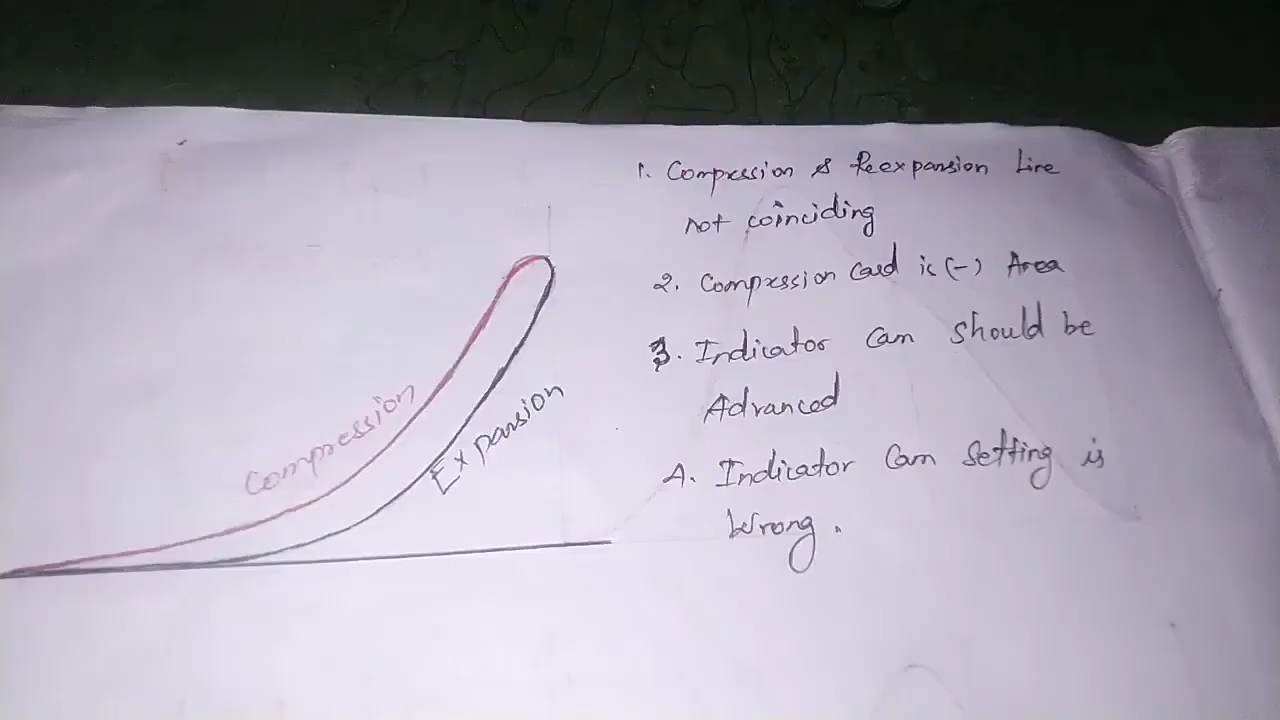 Compression
Expansion
1. Compression & Reexpansion Line
not coinciding
2. Compression Card is (-) Area
3. Indicator Cam should be
Advanced
4. Indicator Cam Setting is
Wrong.